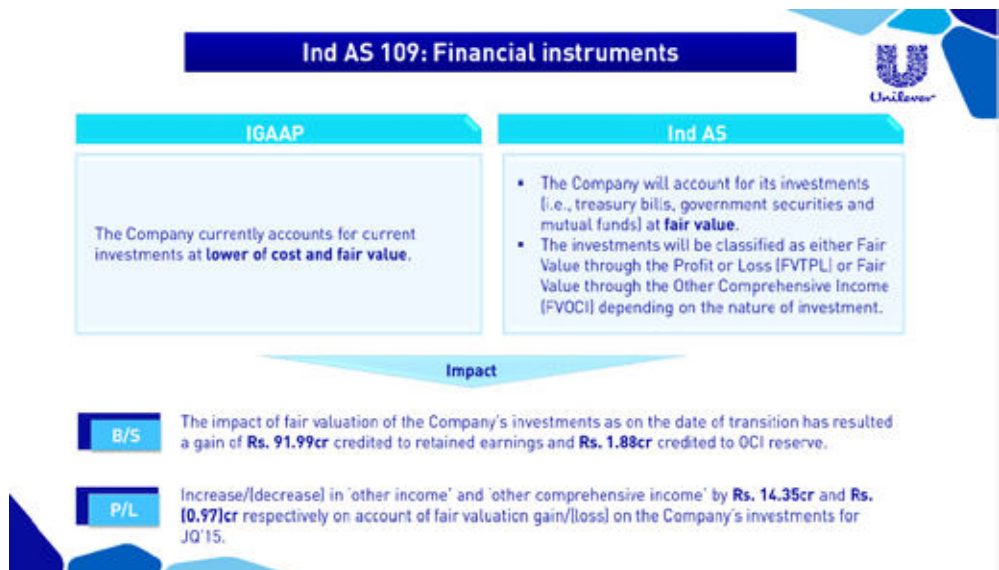 Ind AS 109: Financial instruments
Unilever
IGAAP
The Company currently accounts for current
investments at lower of cost and fair value.
Ind AS
▪ The Company will account for its investments
(i.e., treasury bills, government securities and
mutual funds) at fair value.
▪ The investments will be classified as either Fair
Value through the Profit or Loss (FVTPL) or Fair
Value through the Other Comprehensive Income
(FVOCI) depending on the nature of investment.
Impact
B/S
The impact of fair valuation of the Company's investments as on the date of transition has resulted
a gain of Rs. 91.99cr credited to retained earnings and Rs. 1.88cr credited to OCI reserve.
P/L
Increase/(decrease) in 'other income' and 'other comprehensive income' by Rs. 14.35cr and Rs.
(0.97)cr respectively on account of fair valuation gain/(loss) on the Company's investments for
JQ'15.